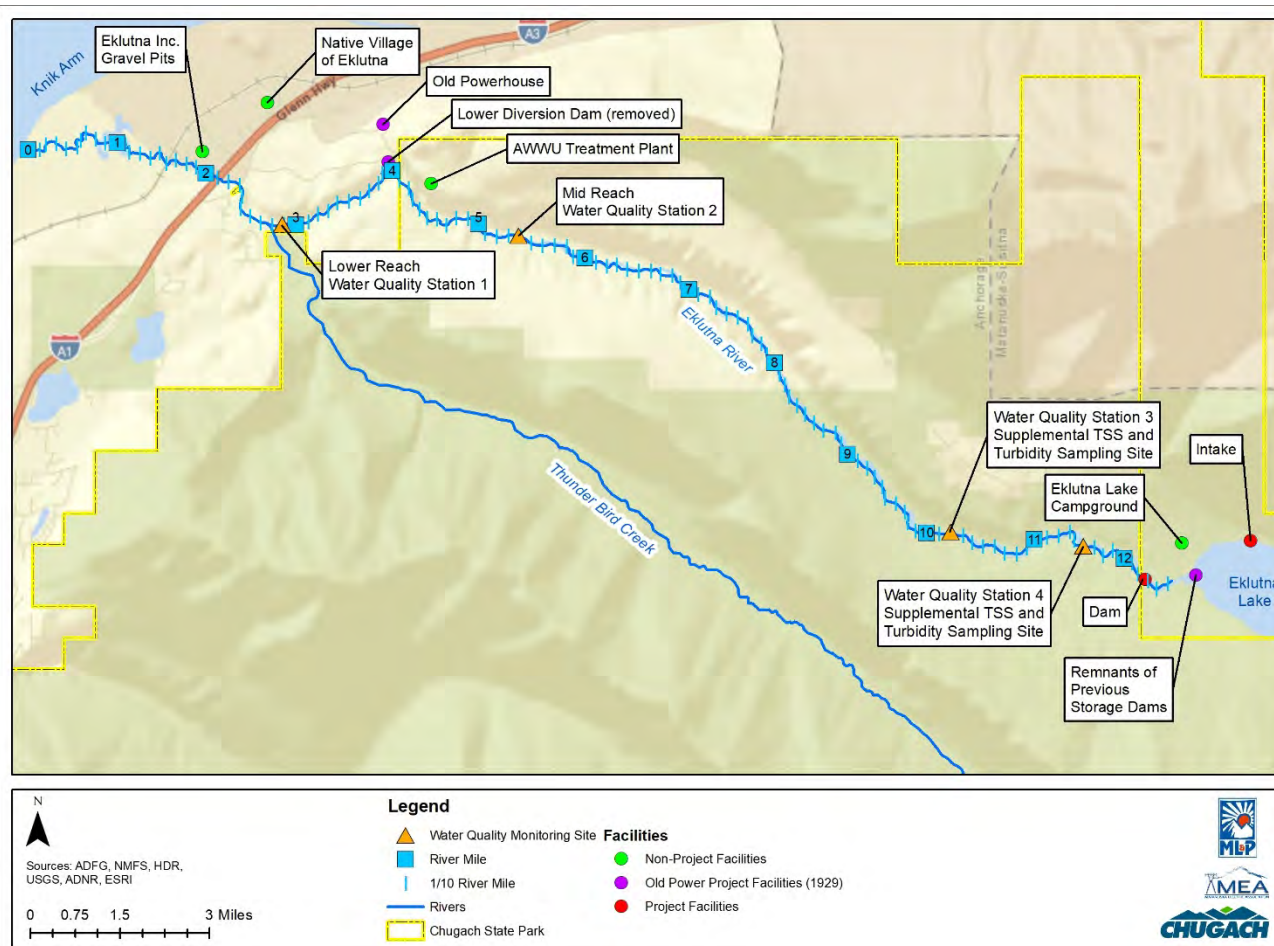 Knik Arm
Eklutna Inc.
Gravel Pits
Native Village
of Eklutna
A3
Glenn Hwy
Old Powerhouse
Lower Diversion Dam (removed)
AWWU Treatment Plant
Mid Reach
Water Quality Station 2
0
1
2
3
4
5
6
7
8
9
10
11
12
Lower Reach
Water Quality Station 1
A1
Eklutna River
Anchorage
Matanuska-Susitna
Thunder Bird Creek
Water Quality Station 3
Supplemental TSS and
Turbidity Sampling Site
Intake
Eklutna Lake
Campground
Water Quality Station 4
Supplemental TSS and
Turbidity Sampling Site
Dam
Eklutna
Lake
Remnants of
Previous
Storage Dams
N
Sources: ADFG, NMFS, HDR,
USGS, ADNR, ESRI
0 0.75 1.5 3 Miles
Legend
Water Quality Monitoring Site
River Mile
1/10 River Mile
Rivers
Chugach State Park
Facilities
Non-Project Facilities
Old Power Project Facilities (1929)
Project Facilities
ML&P
MEA
CHUGACH